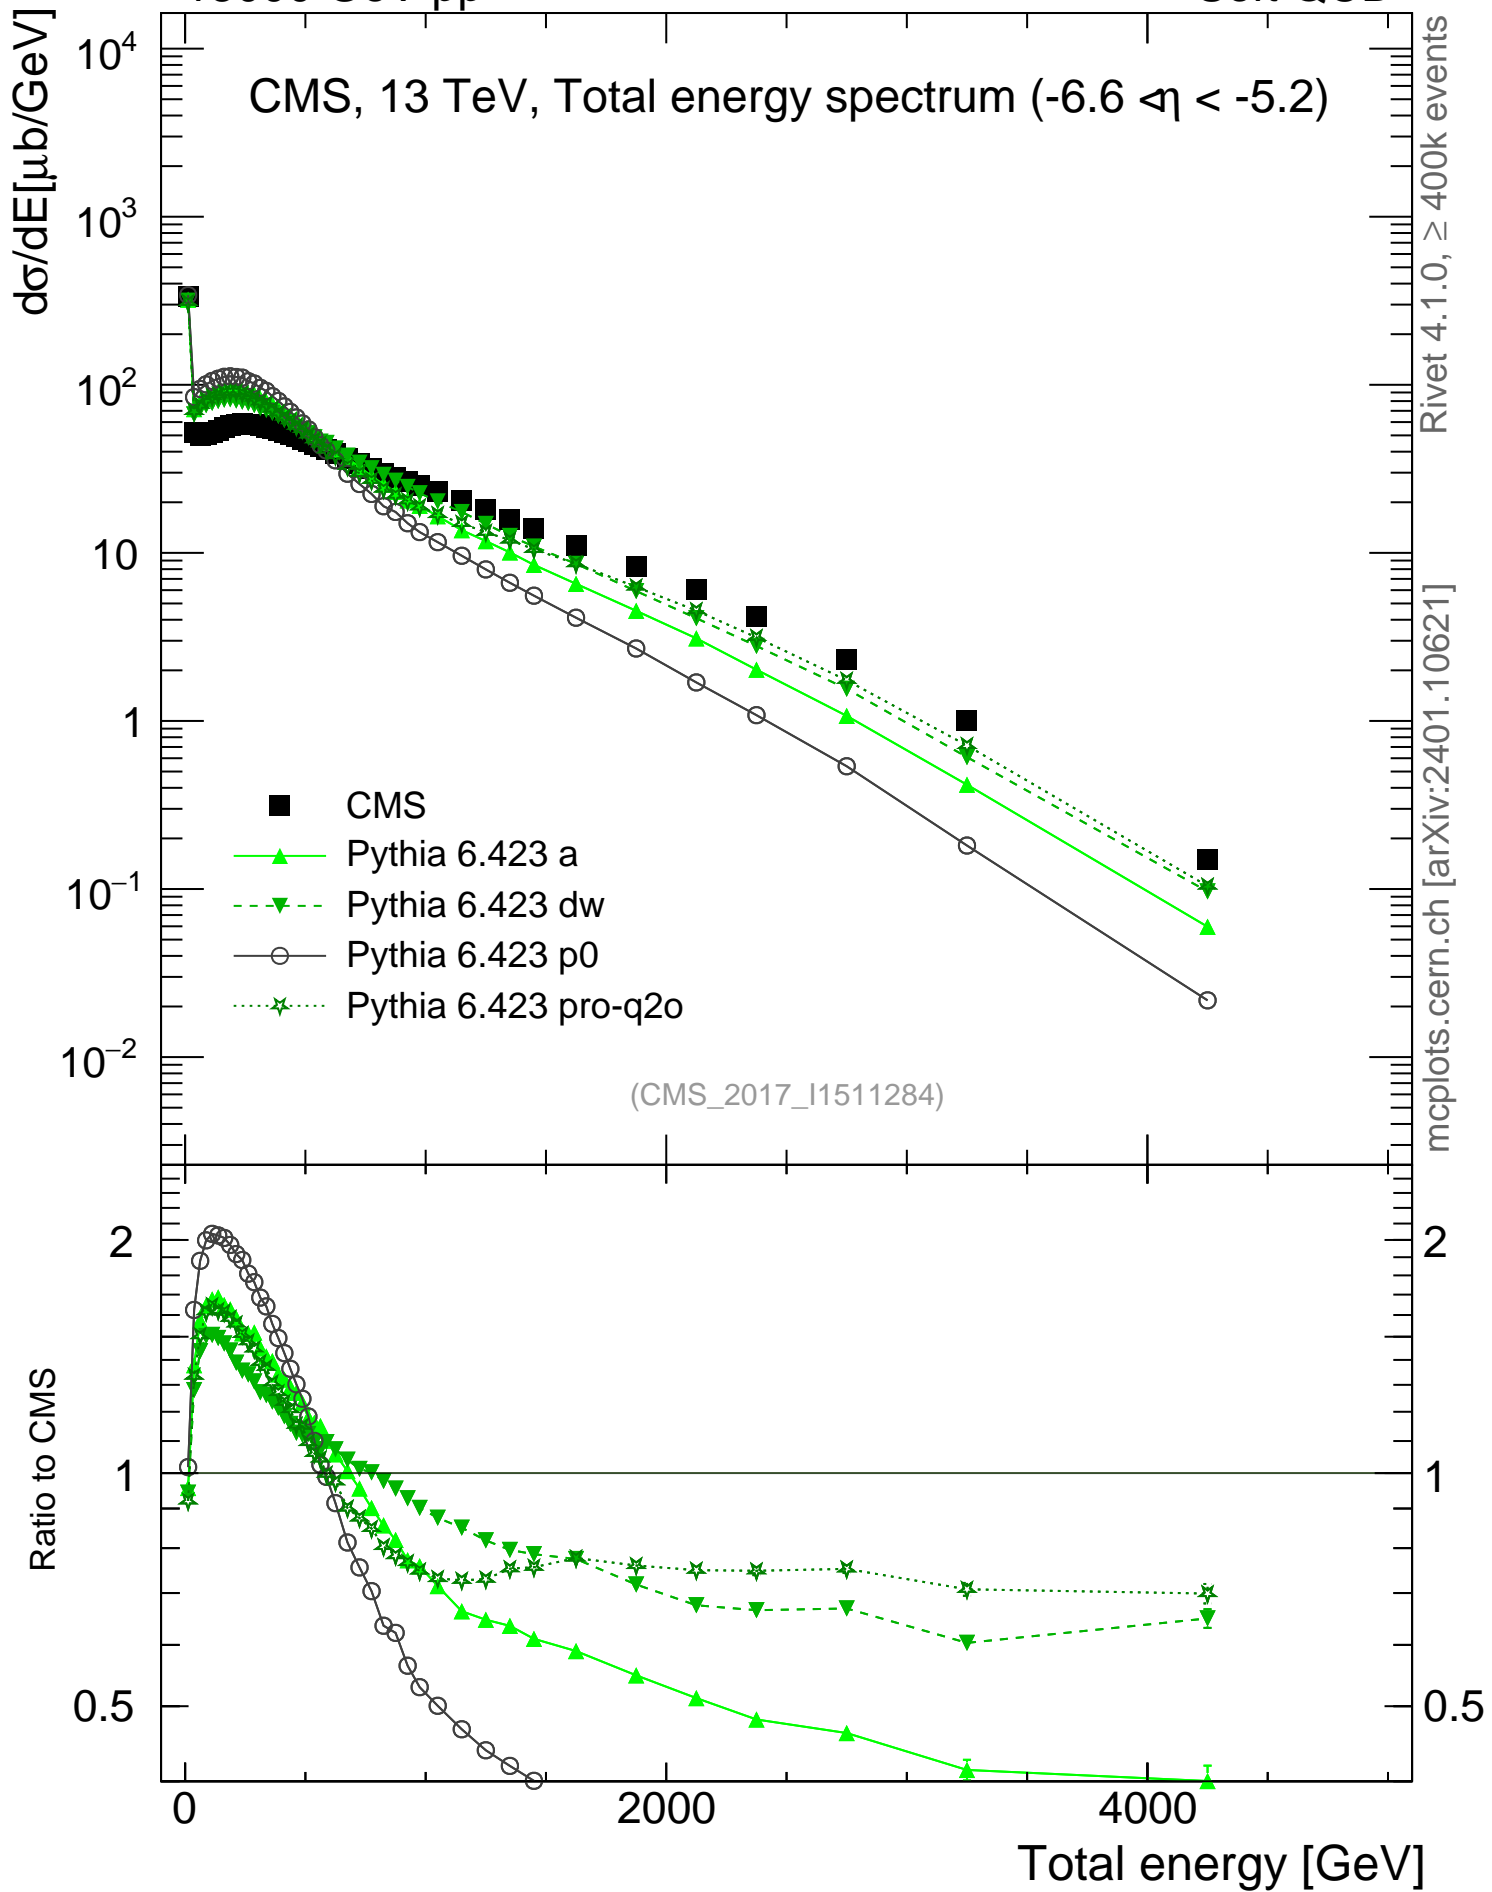 CMS, 13 TeV, Total energy spectrum (-6.6 <η < -5.2)
dσ/dE[μb/GeV]
10⁴
10³
10²
10
1
10⁻¹
10⁻²
CMS
Pythia 6.423 a
Pythia 6.423 dw
Pythia 6.423 p0
Pythia 6.423 pro-q2o
(CMS_2017_I1511284)
Rivet 4.1.0, ≥ 400k events
mcplots.cern.ch [arXiv:2401.10621]
Ratio to CMS
2
1
0.5
2
1
0.5
0
2000
4000
Total energy [GeV]